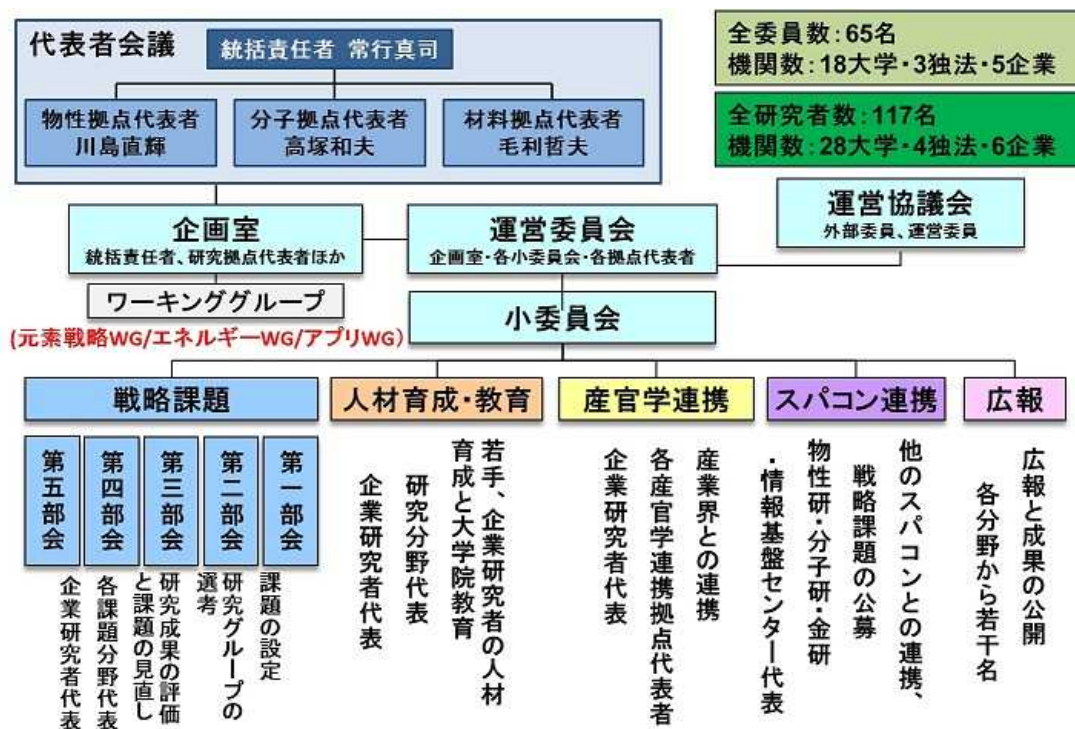 代表者会議
統括責任者 常行真司
物性拠点代表者
川島直輝
分子拠点代表者
高塚和夫
材料拠点代表者
毛利哲夫
全委員数:65名
機関数:18大学・3独法・5企業
全研究者数:117名
機関数:28大学・4独法・6企業
企画室
統括責任者、研究拠点代表者ほか
運営委員会
企画室・各小委員会・各拠点代表者
運営協議会
外部委員、運営委員
ワーキンググループ
(元素戦略WG/エネルギーWG/アプリWG)
小委員会
戦略課題
第一部会
第二部会
第三部会
第四部会
第五部会
課題の設定
研究グループの
選考
研究成果の評価
と課題の見直し
各課題分野代表
企業研究者代表
人材育成・教育
若手、企業研究者の人材
育成と大学院教育
研究分野代表
企業研究者代表
産官学連携
産業界との連携
各産官学連携拠点代表者
企業研究者代表
スパコン連携
他のスパコンとの連携、
戦略課題の公募
物性研・分子研・金研
・情報基盤センター代表
広報
広報と成果の公開
各分野から若干名